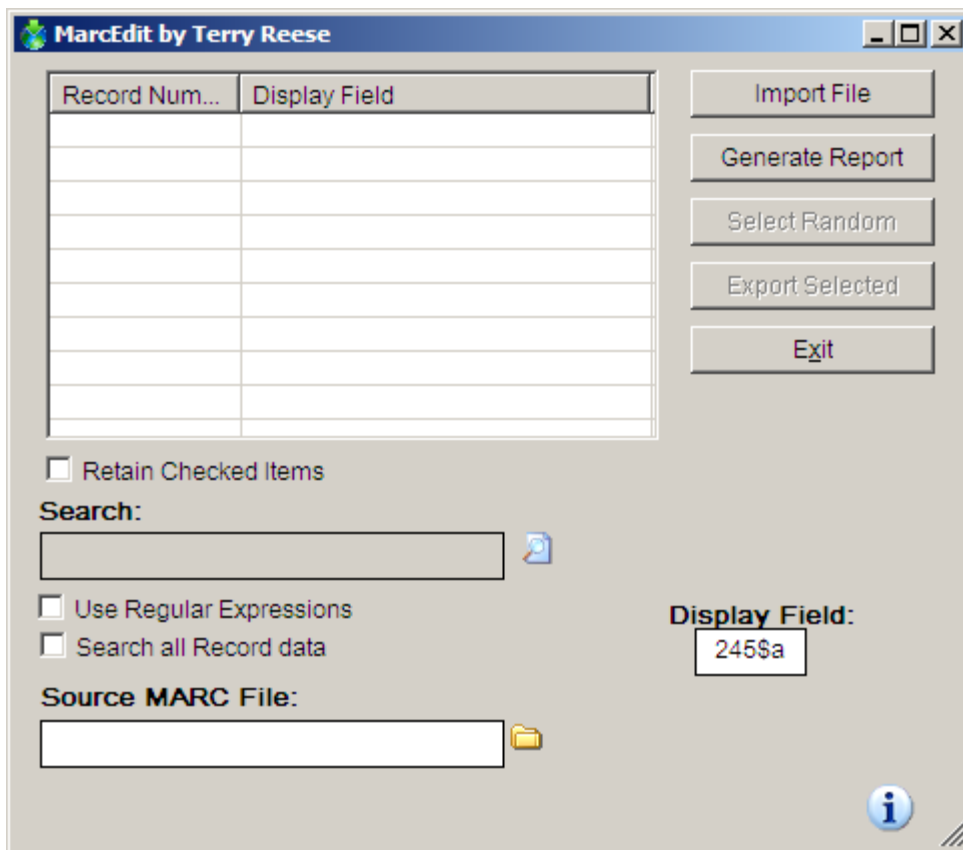 MarcEdit by Terry Reese
Record Num... Display Field
Import File
Generate Report
Select Random
Export Selected
Exit
Retain Checked Items
Search:
Use Regular Expressions
Search all Record data
Display Field:
245$a
Source MARC File:
i